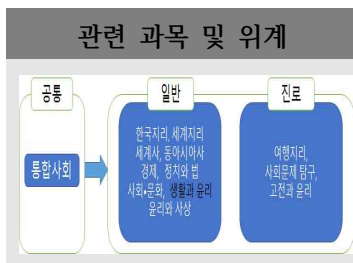 관련 과목 및 위계
공통
일반
진로
통합사회
한국지리, 세계지리
세계사, 동아시아사
경제, 정치와 법
사회•문화, 생활과 윤리
윤리와 사상
여행지리,
사회문제 탐구,
고전과 윤리